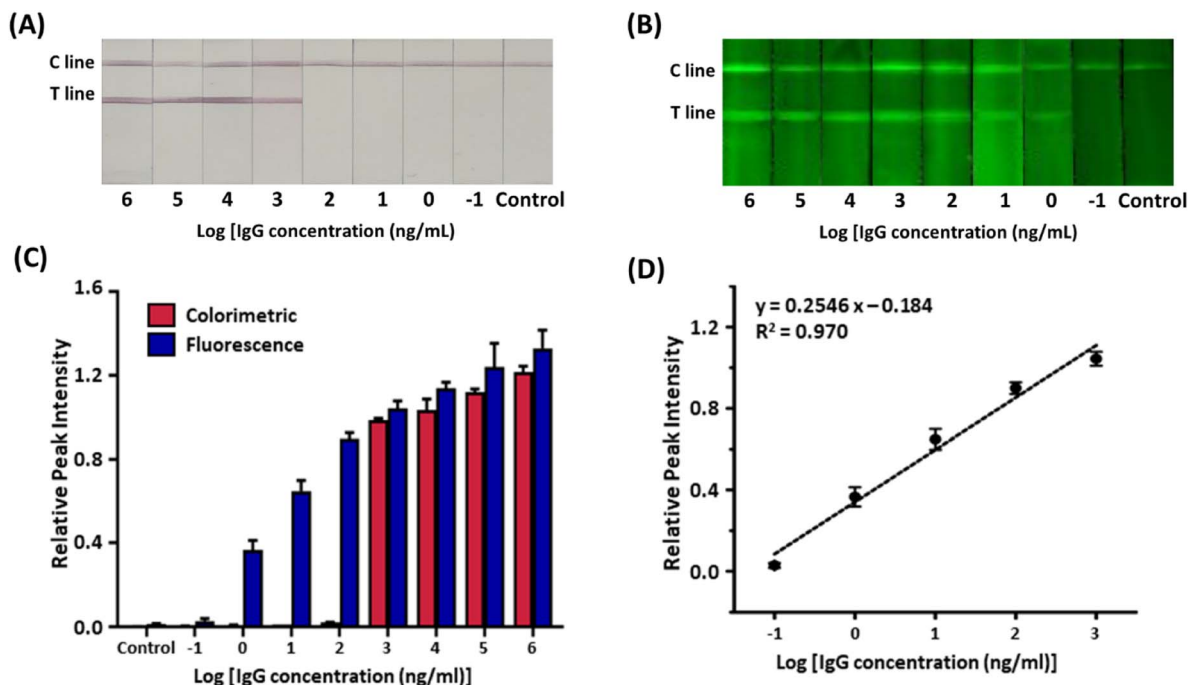 (A)
C line
T line
6 5 4 3 2 1 0 -1 Control
Log [IgG concentration (ng/mL)
(B)
C line
T line
6 5 4 3 2 1 0 -1 Control
Log [IgG concentration (ng/mL)
(C)
1.6
1.2
0.8
0.4
0.0
Relative Peak Intensity
Colorimetric
Fluorescence
Control -1 0 1 2 3 4 5 6
Log [IgG concentration (ng/ml)]
(D)
y = 0.2546 x – 0.184
R² = 0.970
1.2
0.8
0.4
0.0
Relative Peak Intensity
-1 0 1 2 3
Log [IgG concentration (ng/ml)]